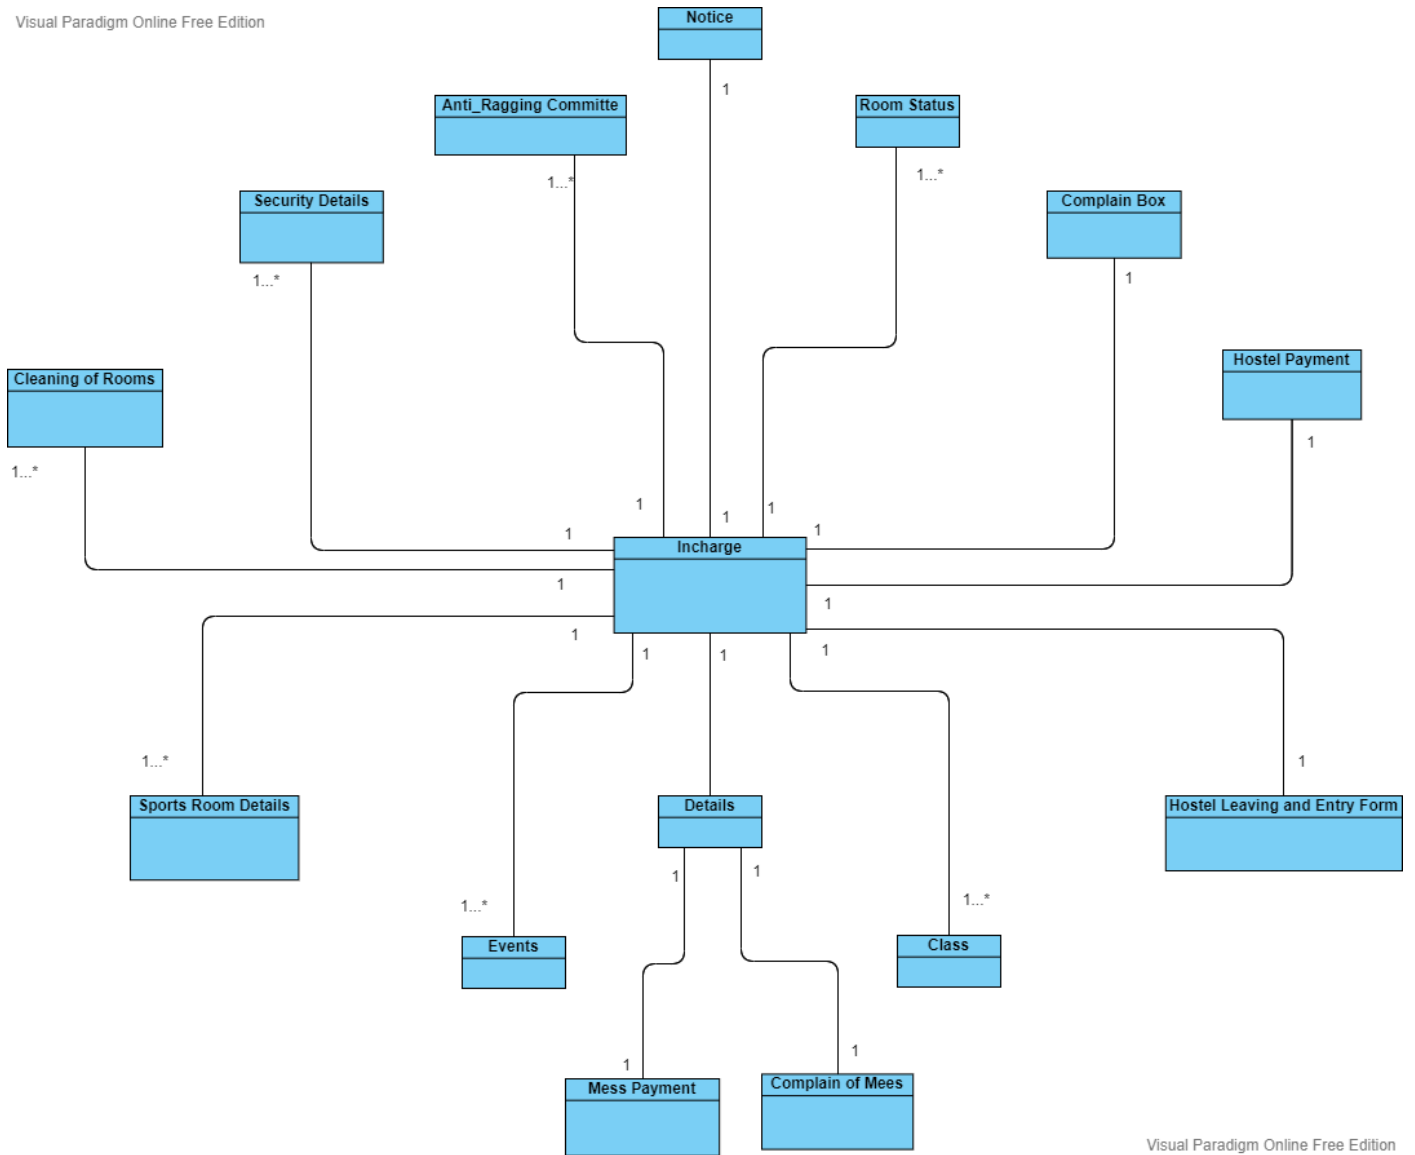 Visual Paradigm Online Free Edition
Notice
1
Anti_Ragging Committe
1...*
Room Status
1...*
Security Details
1...*
Complain Box
1
Cleaning of Rooms
1...*
Hostel Payment
1
1
1
1
1
1
Incharge
1
1
1
1
1
1
1...*
Sports Room Details
Details
1
Hostel Leaving and Entry Form
1
1
1...*
Events
1...*
Class
1
Mess Payment
1
Complain of Mees
Visual Paradigm Online Free Edition